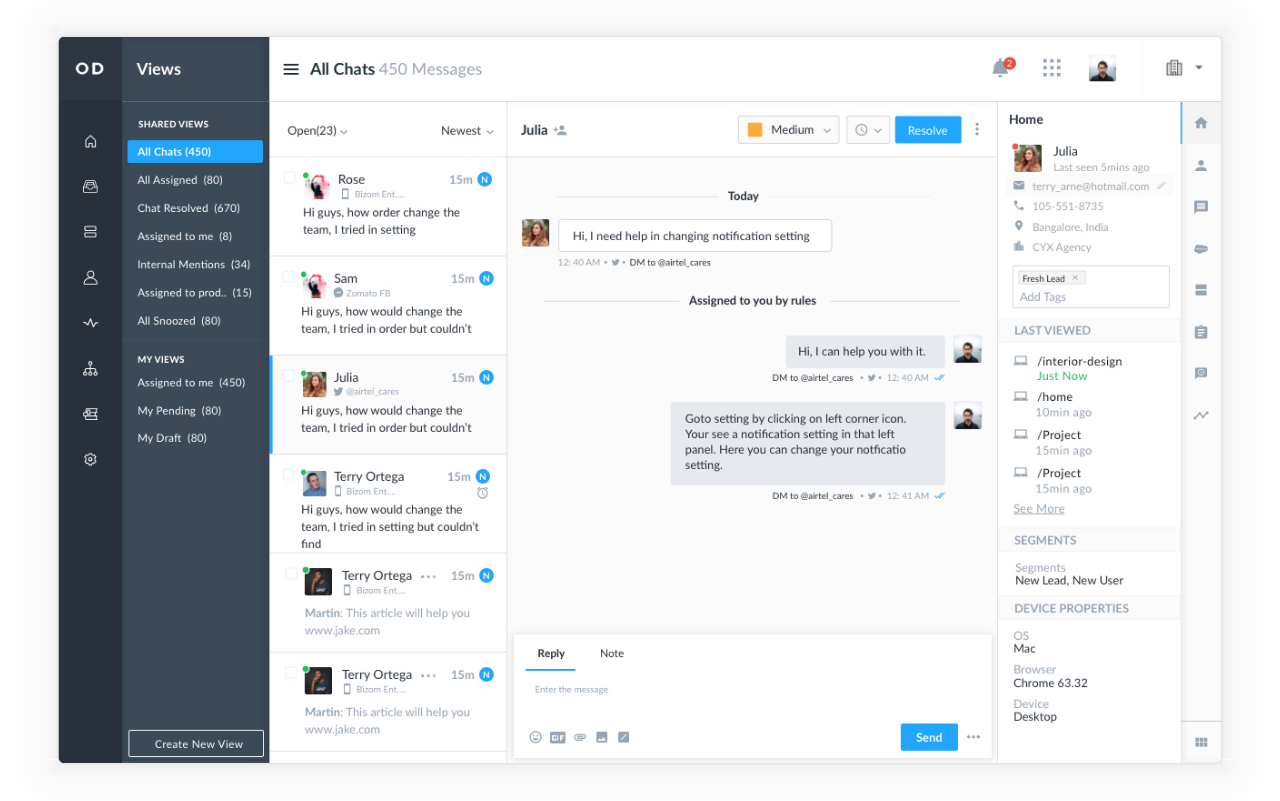 OD
Views
All Chats 450 Messages
2
SHARED VIEWS
All Chats (450)
All Assigned (80)
Chat Resolved (670)
Assigned to me (8)
Internal Mentions (34)
Assigned to prod.. (15)
All Snoozed (80)
MY VIEWS
Assigned to me (450)
My Pending (80)
My Draft (80)
Create New View
Open(23)
Newest
Rose
15m N
Bizom Ent....
Hi guys, how order change the
team, I tried in setting
Sam
15m N
Zomato FB
Hi guys, how would change the
team, I tried in order but couldn't
Julia
15m N
@airtel_cares
Hi guys, how would change the
team, I tried in order but couldn't
Terry Ortega
15m N
Bizom Ent....
Hi guys, how would change the
team, I tried in setting but couldn't
find
Terry Ortega
15m N
Bizom Ent....
Martin: This article will help you
www.jake.com
Terry Ortega
15m N
Bizom Ent....
Martin: This article will help you
www.jake.com
Julia
Medium
Resolve
Today
Hi, I need help in changing notification setting
12: 40 AM • • DM to @airtel_cares
Assigned to you by rules
Hi, I can help you with it.
DM to @airtel_cares • • 12: 40 AM
Goto setting by clicking on left corner icon.
Your see a notification setting in that left
panel. Here you can change your notficatio
setting.
DM to @airtel_cares • • 12: 41 AM
Reply
Note
Enter the message
GIF
Send
Home
Julia
Last seen 5mins ago
terry_arne@hotmail.com
105-551-8735
Bangalore, India
CYX Agency
Fresh Lead ×
Add Tags
LAST VIEWED
/interior-design
Just Now
/home
10min ago
/Project
15min ago
/Project
15min ago
See More
SEGMENTS
Segments
New Lead, New User
DEVICE PROPERTIES
OS
Mac
Browser
Chrome 63.32
Device
Desktop